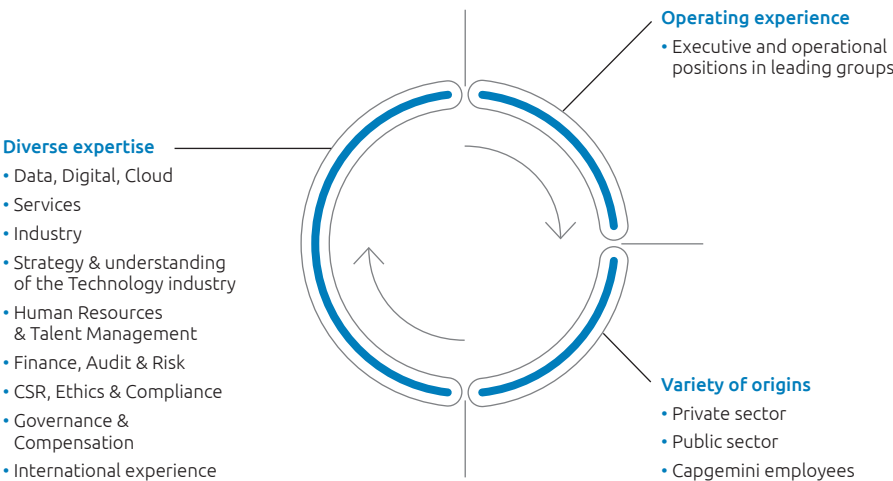 Operating experience
• Executive and operational
positions in leading groups
Diverse expertise
• Data, Digital, Cloud
• Services
• Industry
• Strategy & understanding
of the Technology industry
• Human Resources
& Talent Management
• Finance, Audit & Risk
• CSR, Ethics & Compliance
• Governance &
Compensation
• International experience
Variety of origins
• Private sector
• Public sector
• Capgemini employees